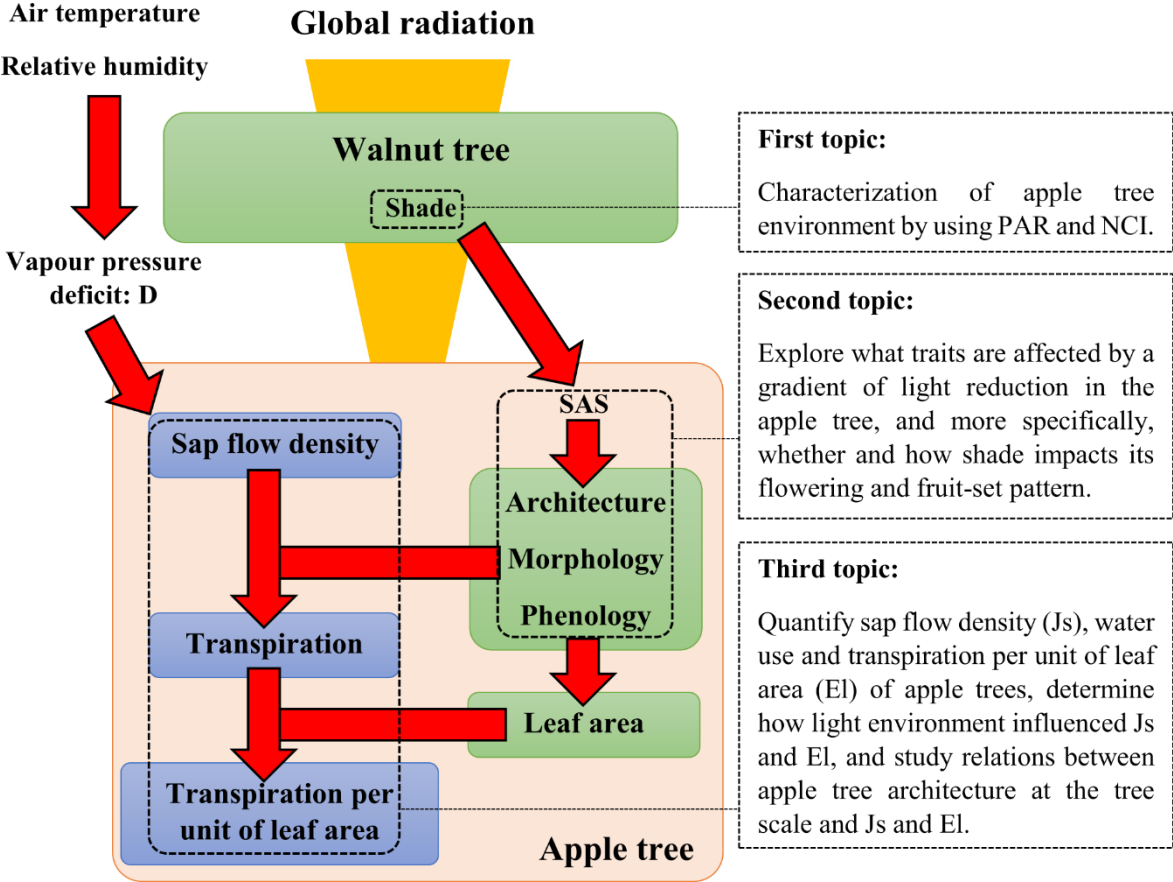 Air temperature
Relative humidity
Global radiation
Walnut tree
Shade
Vapour pressure
deficit: D
Sap flow density
Transpiration
Transpiration per
unit of leaf area
SAS
Architecture
Morphology
Phenology
Leaf area
Apple tree
First topic:
Characterization of apple tree
environment by using PAR and NCI.
Second topic:
Explore what traits are affected by a
gradient of light reduction in the
apple tree, and more specifically,
whether and how shade impacts its
flowering and fruit-set pattern.
Third topic:
Quantify sap flow density (Js), water
use and transpiration per unit of leaf
area (El) of apple trees, determine
how light environment influenced Js
and El, and study relations between
apple tree architecture at the tree
scale and Js and El.